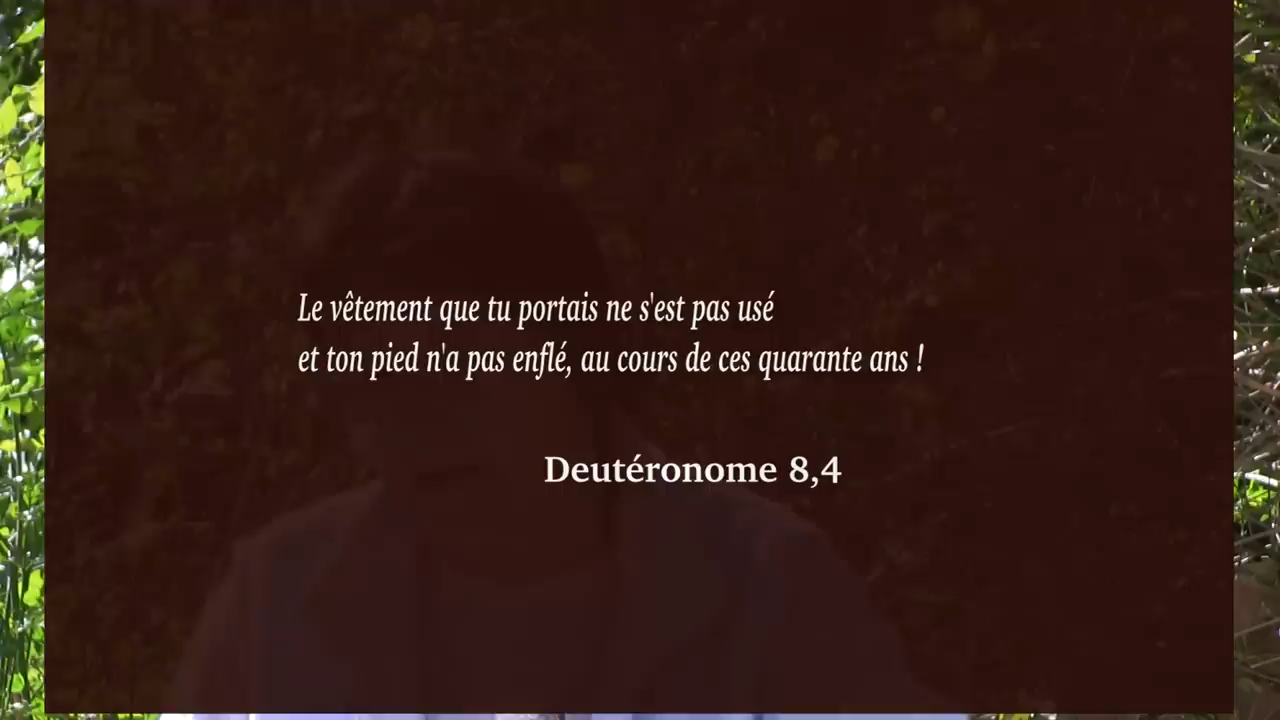 Le vêtement que tu portais ne s'est pas usé
et ton pied n'a pas enflé, au cours de ces quarante ans !
Deutéronome 8,4